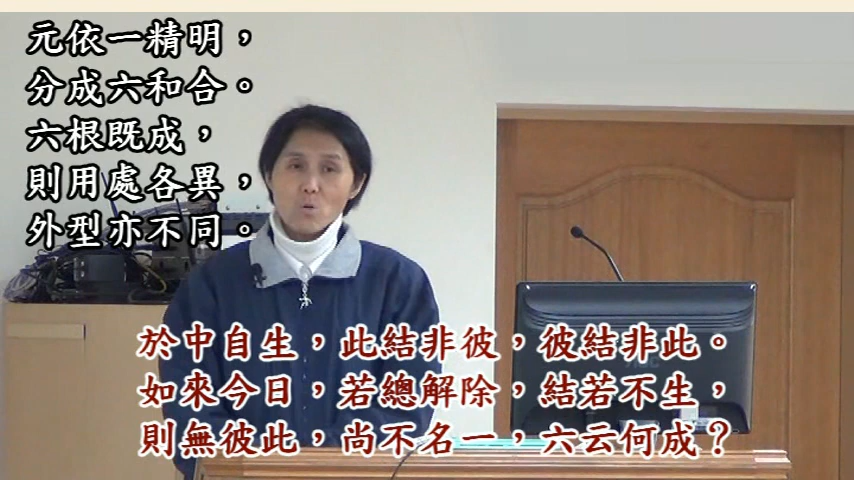 元依一精明，
分成六和合。
六根既成，
則用處各異，
外型亦不同。
於中自生，此結非彼，彼結非此。
如來今日，若總解除，結若不生，
則無彼此，尚不名一，六云何成？